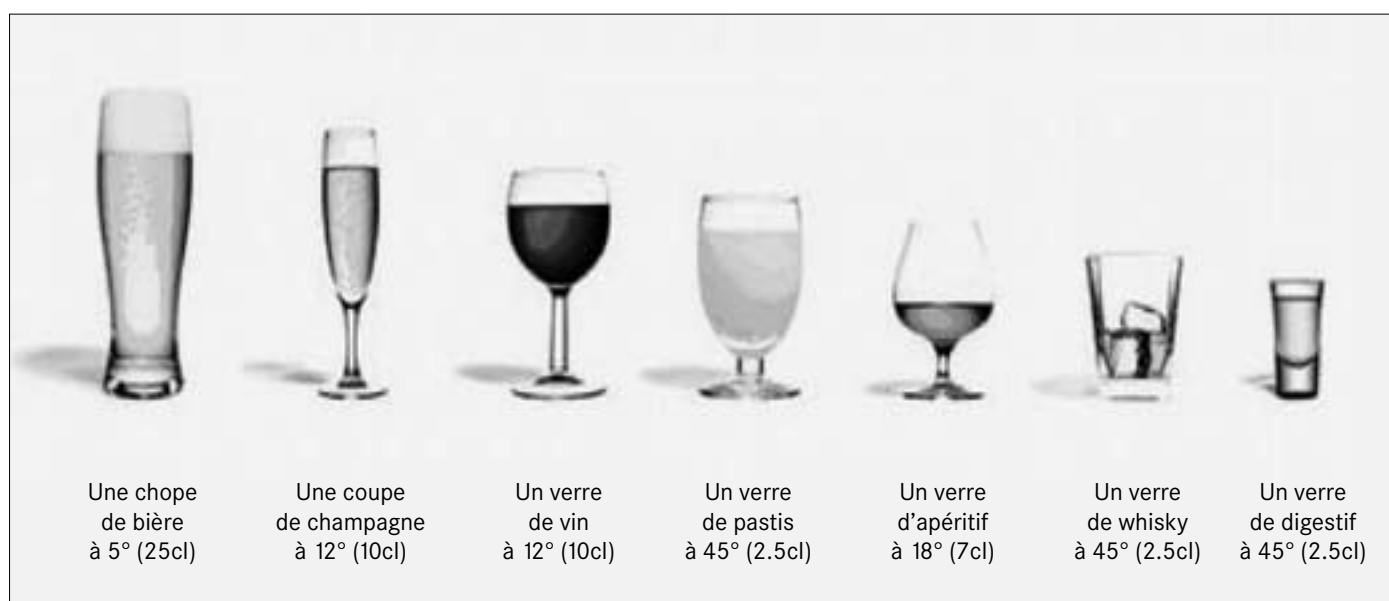 Une chope
de bière
à 5° (25cl)
Une coupe
de champagne
à 12° (10cl)
Un verre
de vin
à 12° (10cl)
Un verre
de pastis
à 45° (2.5cl)
Un verre
d’apéritif
à 18° (7cl)
Un verre
de whisky
à 45° (2.5cl)
Un verre
de digestif
à 45° (2.5cl)